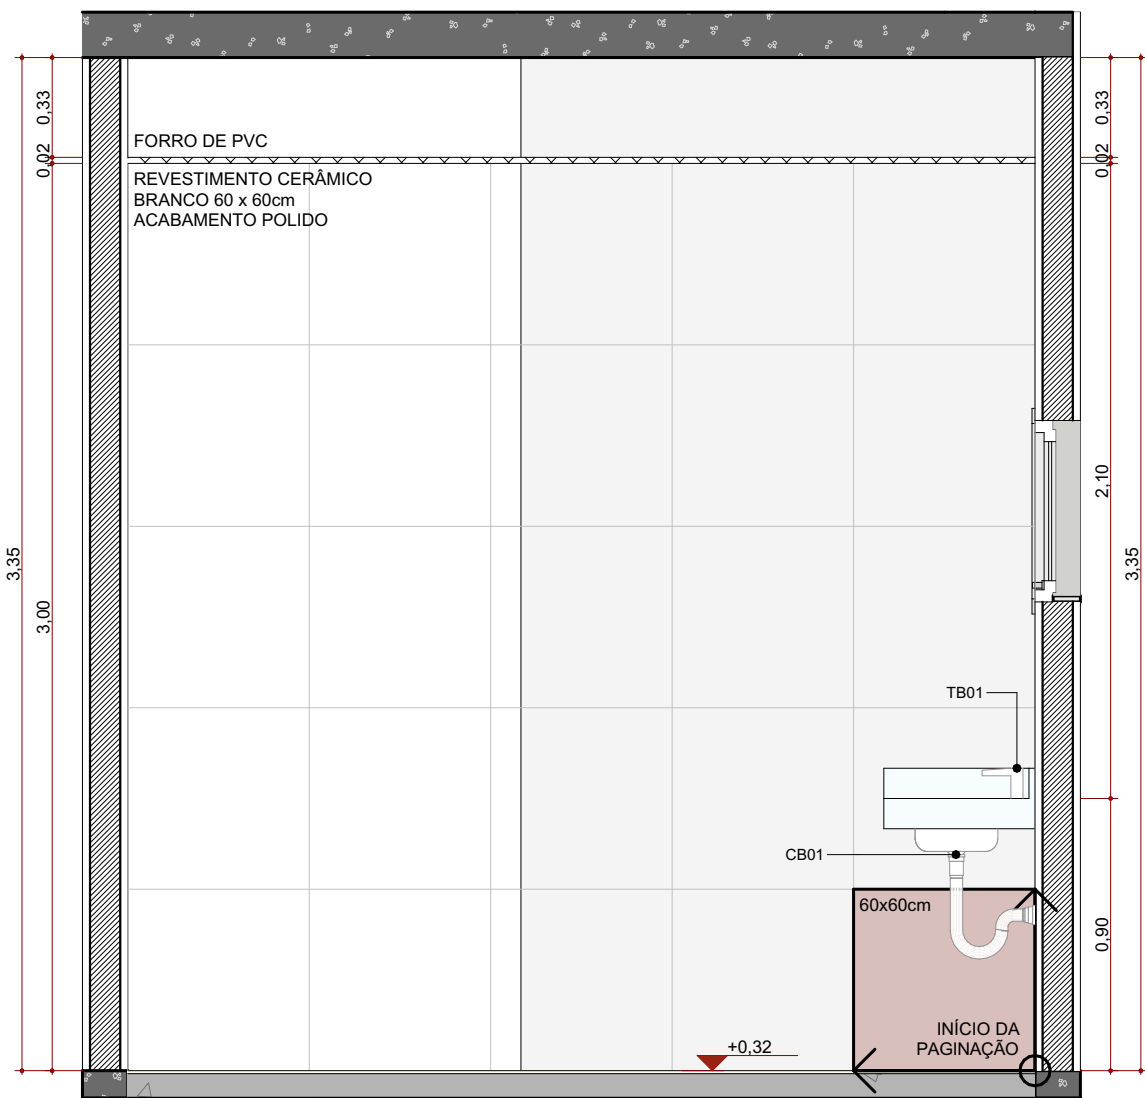 0,33
0,02
3,35
3,00
FORRO DE PVC
REVESTIMENTO CERÂMICO
BRANCO 60 x 60cm
ACABAMENTO POLIDO
0,33
0,02
2,10
3,35
0,90
TB01
CB01
60x60cm
INÍCIO DA
PAGINAÇÃO
+0,32